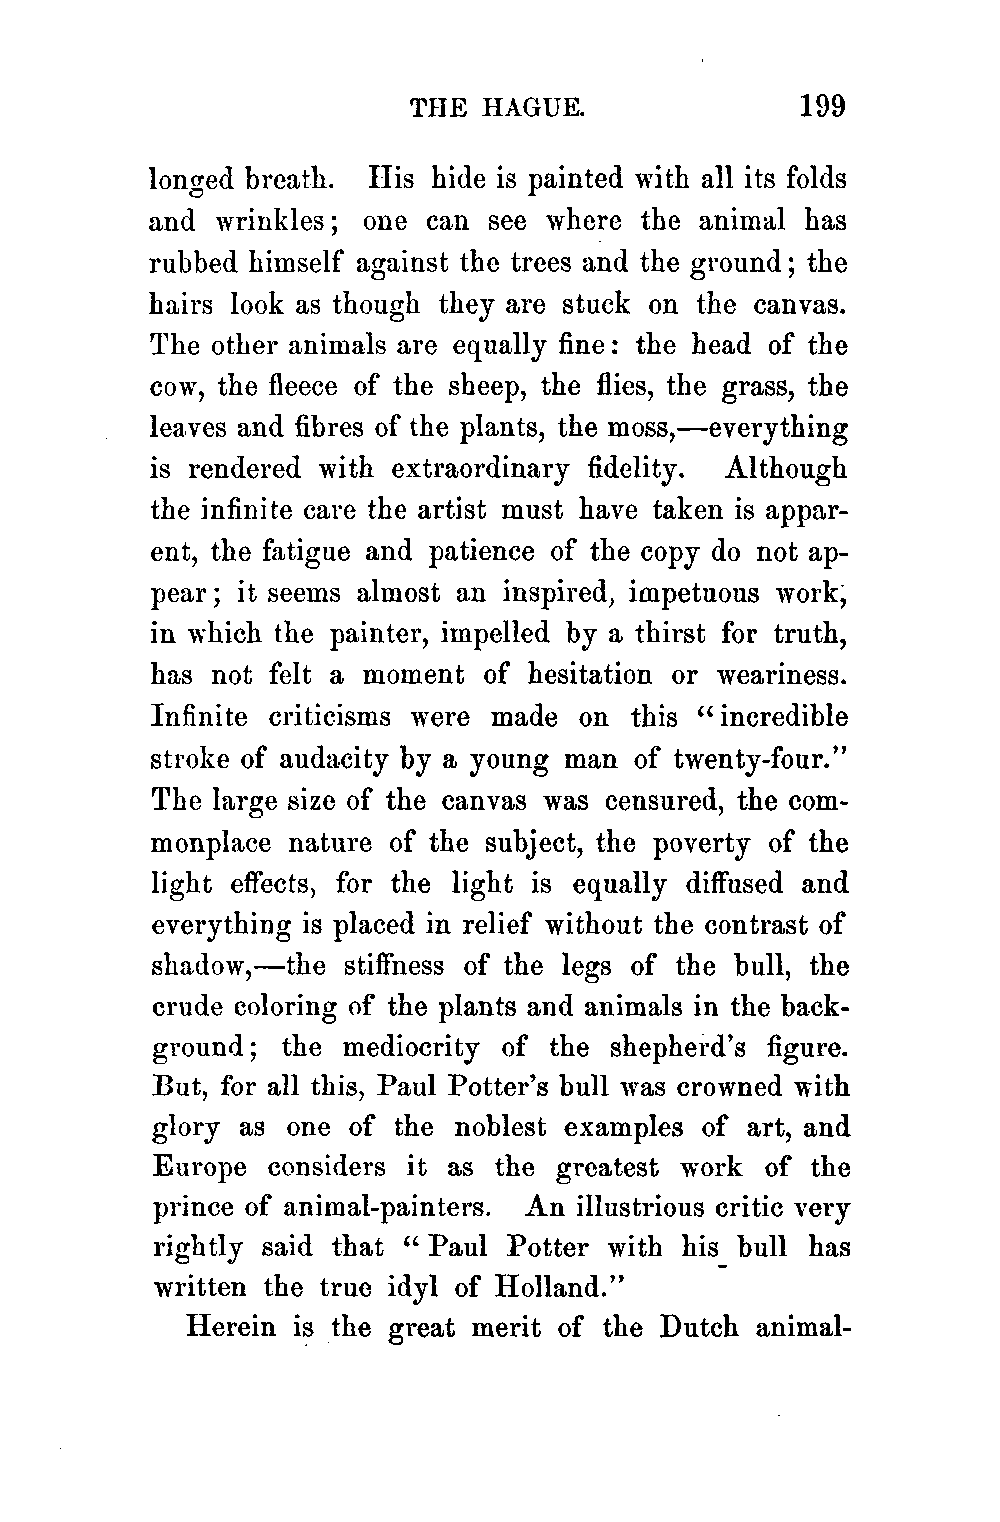 THE HAGUE. 199
longed breath. His hide is painted with all its folds
and wrinkles; one can see where the animal has
rubbed himself against the trees and the ground; the
hairs look as though they are stuck on the canvas.
The other animals are equally fine: the head of the
cow, the fleece of the sheep, the flies, the grass, the
leaves and fibres of the plants, the moss,—everything
is rendered with extraordinary fidelity. Although
the infinite care the artist must have taken is appar-
ent, the fatigue and patience of the copy do not ap-
pear; it seems almost an inspired, impetuous work,
in which the painter, impelled by a thirst for truth,
has not felt a moment of hesitation or weariness.
Infinite criticisms were made on this “incredible
stroke of audacity by a young man of twenty-four.”
The large size of the canvas was censured, the com-
monplace nature of the subject, the poverty of the
light effects, for the light is equally diffused and
everything is placed in relief without the contrast of
shadow,—the stiffness of the legs of the bull, the
crude coloring of the plants and animals in the back-
ground; the mediocrity of the shepherd’s figure.
But, for all this, Paul Potter’s bull was crowned with
glory as one of the noblest examples of art, and
Europe considers it as the greatest work of the
prince of animal-painters. An illustrious critic very
rightly said that “Paul Potter with his bull has
written the true idyl of Holland.”
Herein is the great merit of the Dutch animal-